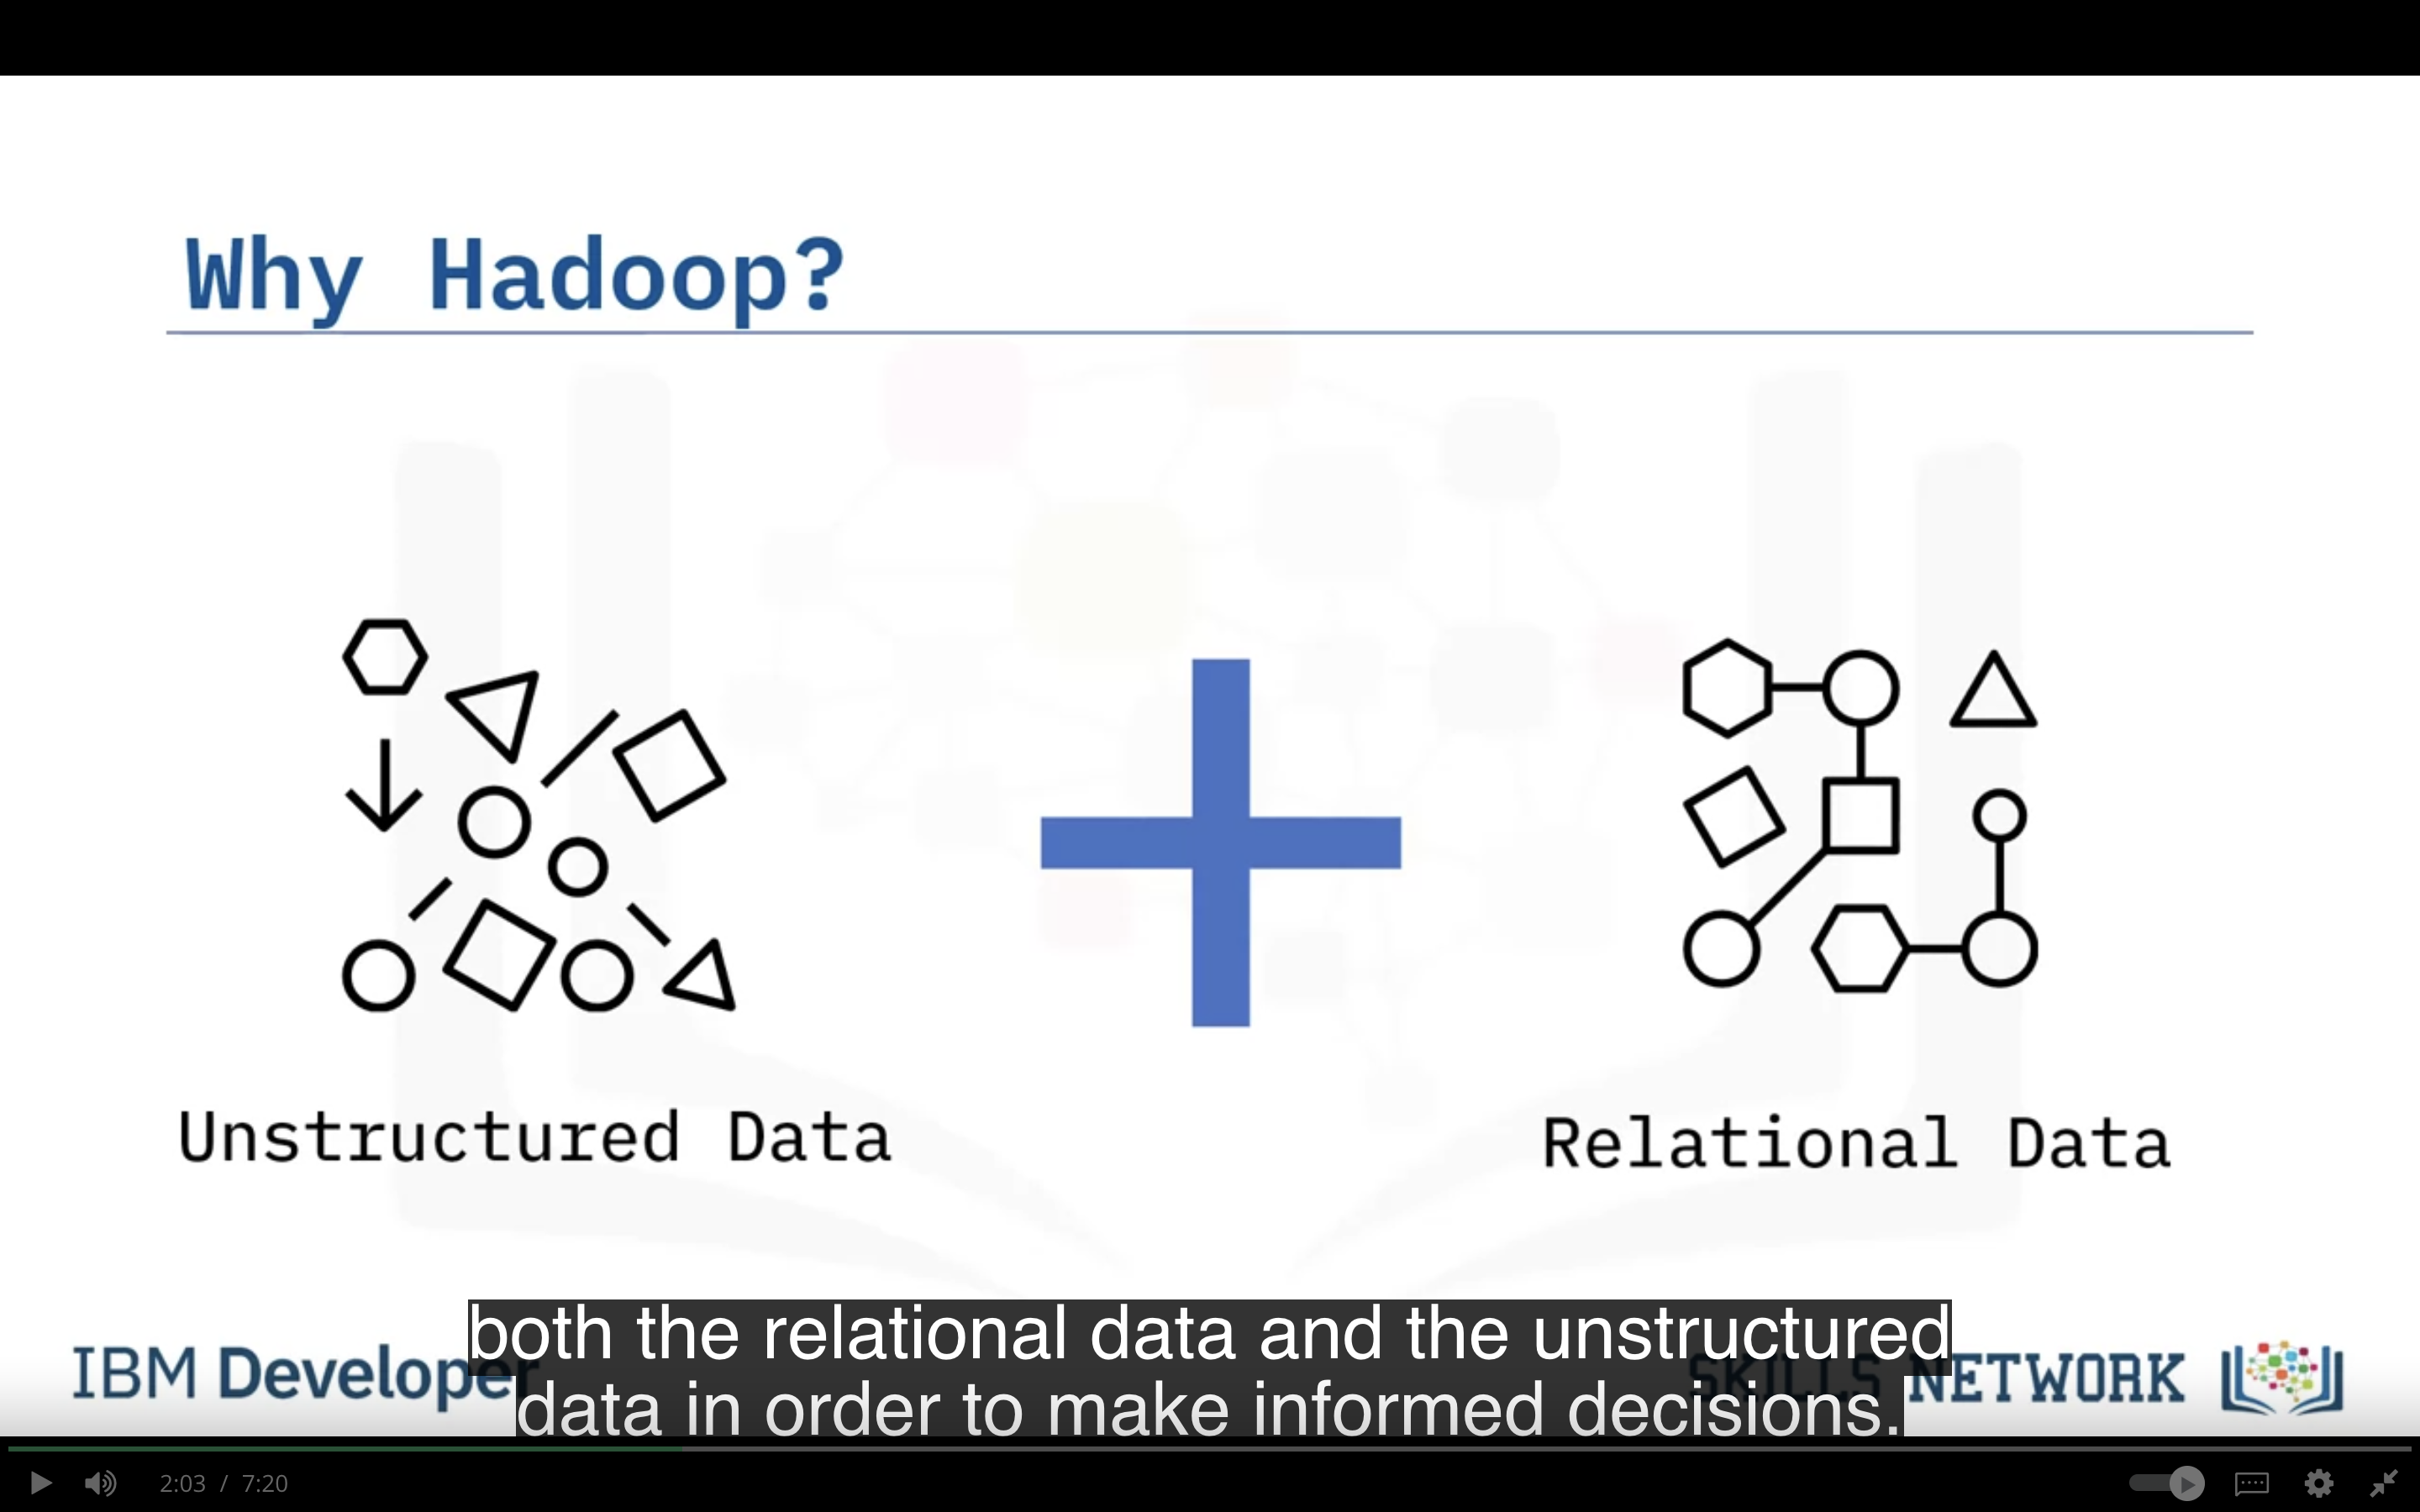 Why Hadoop?
Unstructured Data
Relational Data
both the relational data and the unstructured
data in order to make informed decisions.
IBM Developer
SKILLS NETWORK
2:03 / 7:20